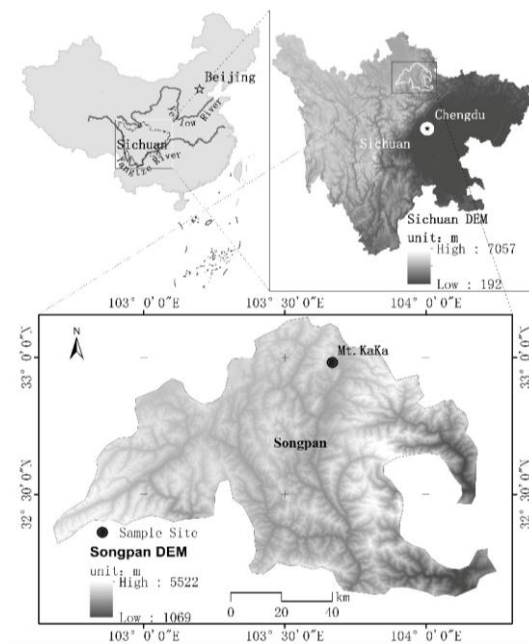 Beijing
Yellow River
Sichuan
Yangtze River
Chengdu
Sichuan
Sichuan DEM
unit: m
High : 7057
Low : 192
103° 0'0"E
103° 30'0"E
104° 0'0"E
N
33° 0'0"N
Mt.KaKa
33° 0'0"N
Songpan
32° 30'0"N
32° 30'0"N
Sample Site
Songpan DEM
unit: m
High : 5522
Low : 1069
0 20 40
km
103° 0'0"E
103° 30'0"E
104° 0'0"E